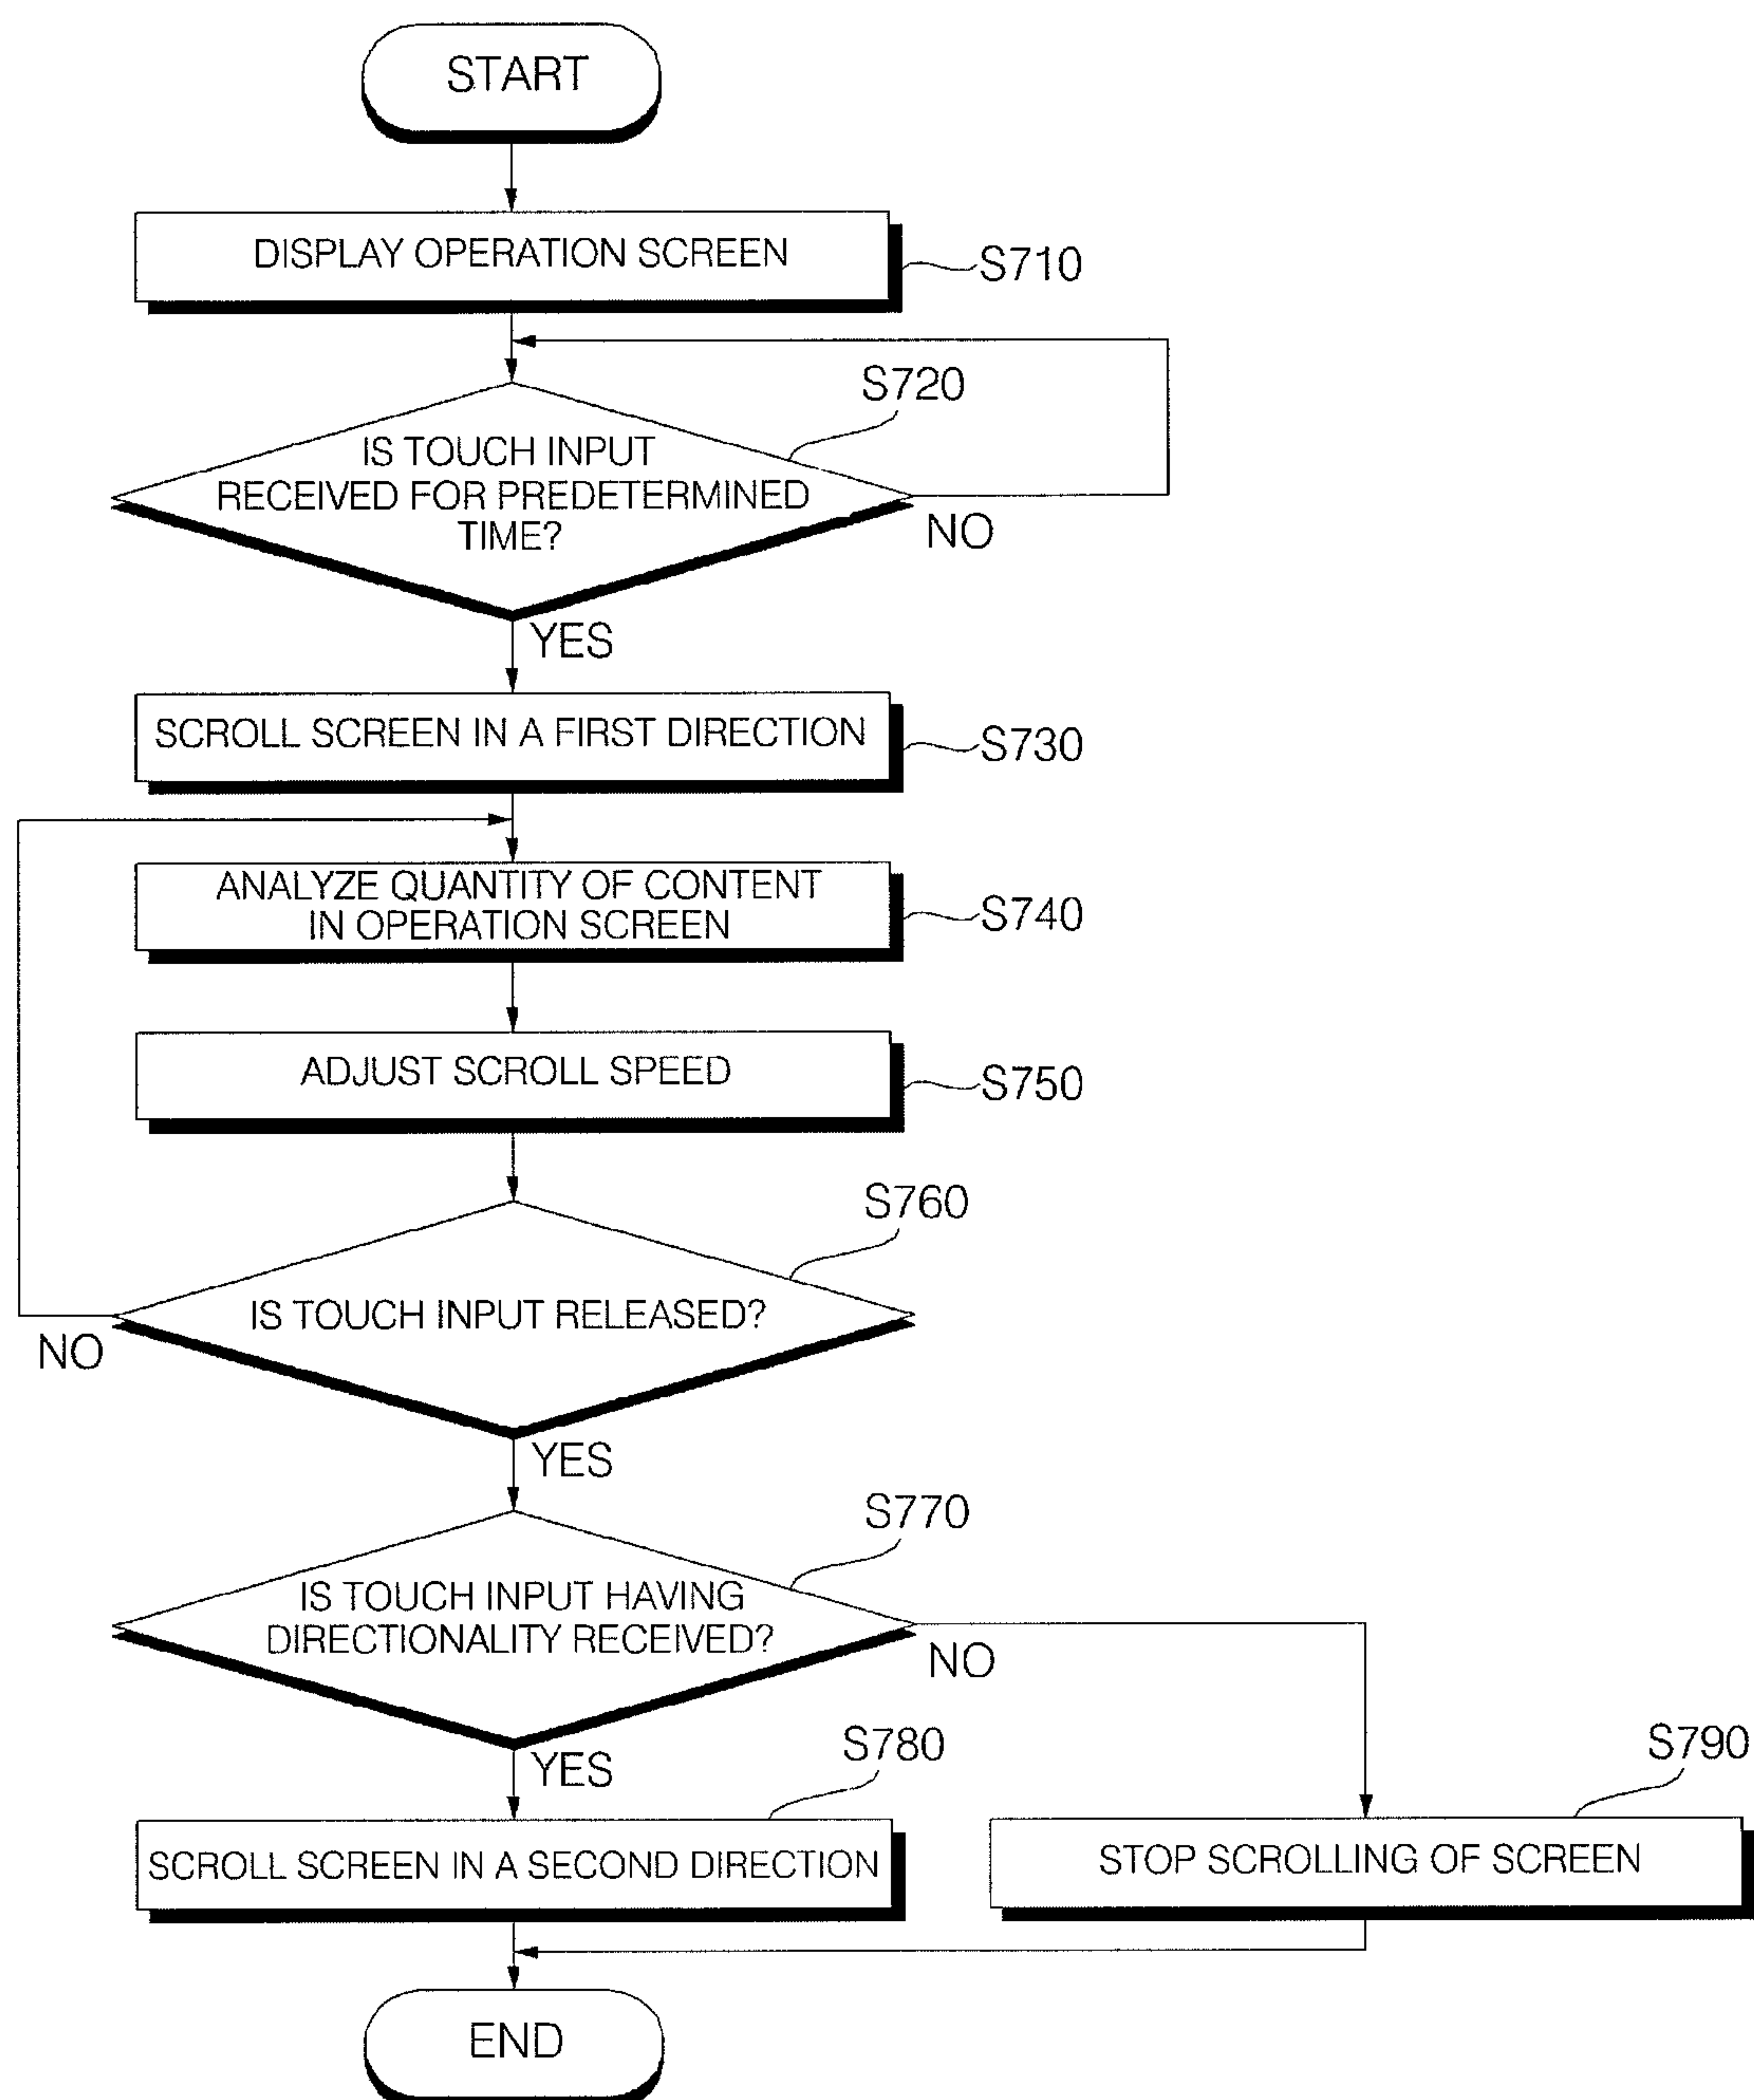 START
DISPLAY OPERATION SCREEN
S710
S720
IS TOUCH INPUT
RECEIVED FOR PREDETERMINED
TIME?
NO
YES
SCROLL SCREEN IN A FIRST DIRECTION
S730
ANALYZE QUANTITY OF CONTENT
IN OPERATION SCREEN
S740
ADJUST SCROLL SPEED
S750
S760
IS TOUCH INPUT RELEASED?
NO
YES
S770
IS TOUCH INPUT HAVING
DIRECTIONALITY RECEIVED?
NO
YES
S780
S790
SCROLL SCREEN IN A SECOND DIRECTION
STOP SCROLLING OF SCREEN
END